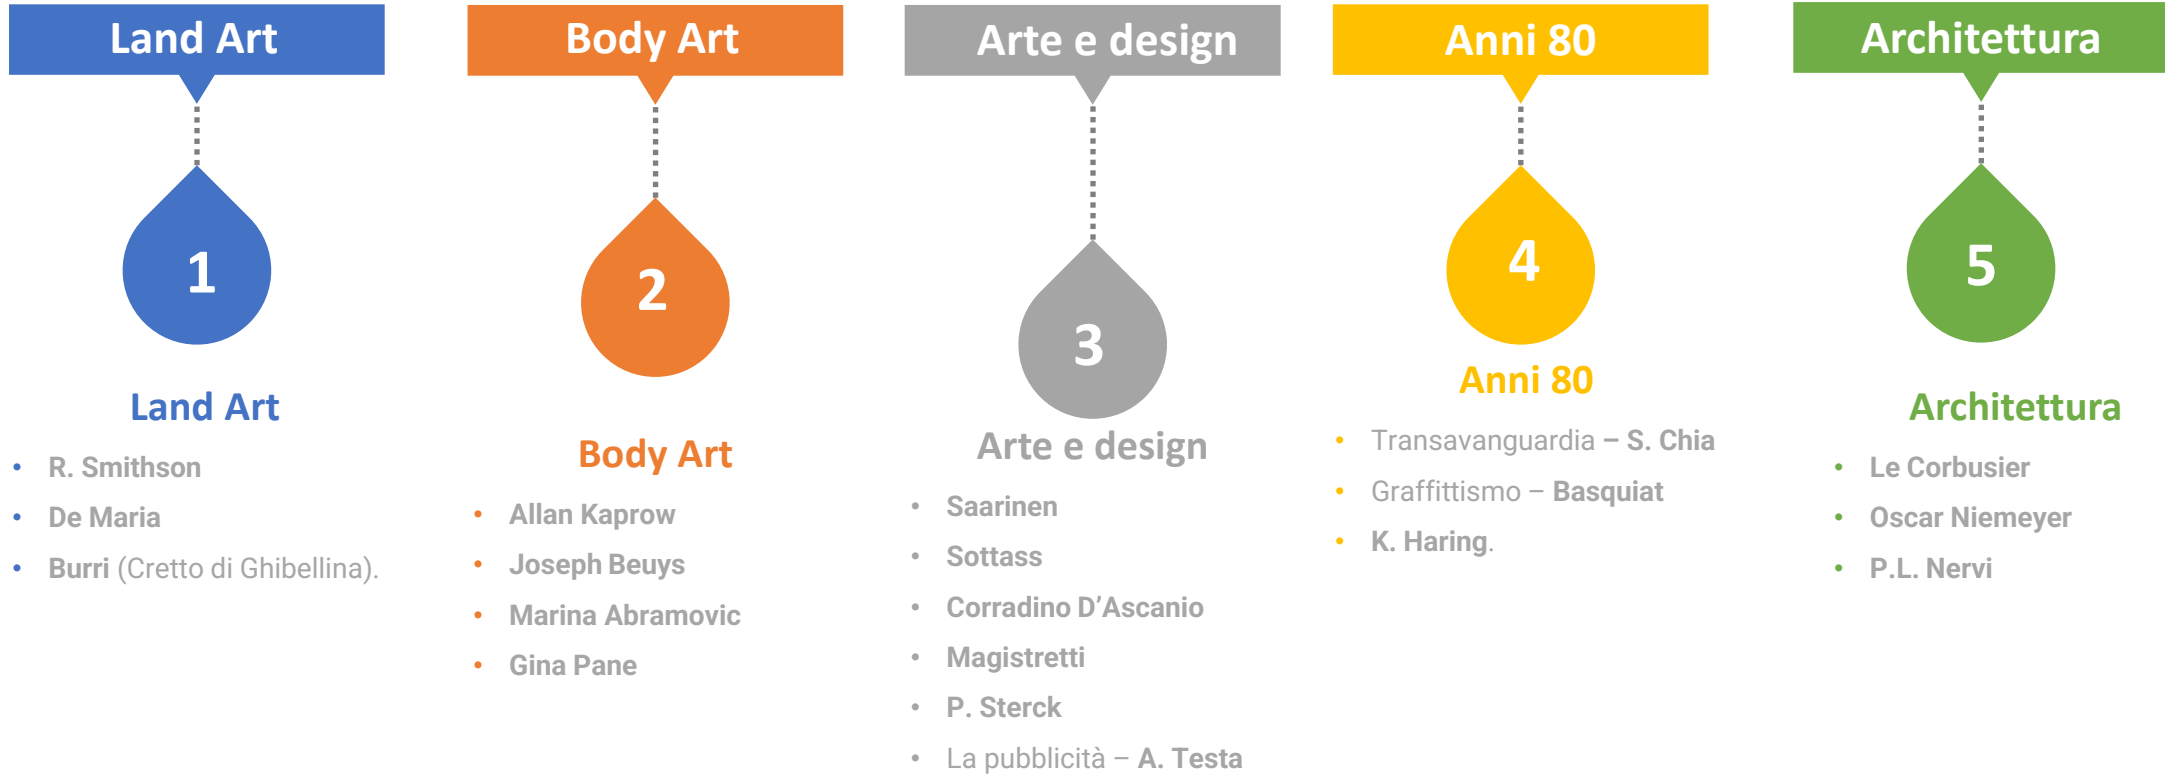 Land Art
1
Land Art
• R. Smithson
• De Maria
• Burri (Cretto di Ghibellina).
Body Art
2
Body Art
• Allan Kaprow
• Joseph Beuys
• Marina Abramovic
• Gina Pane
Arte e design
3
Arte e design
• Saarinen
• Sottass
• Corradino D’Ascanio
• Magistretti
• P. Sterck
• La pubblicità – A. Testa
Anni 80
4
Anni 80
• Transavanguardia – S. Chia
• Graffittismo – Basquiat
• K. Haring.
Architettura
5
Architettura
• Le Corbusier
• Oscar Niemeyer
• P.L. Nervi